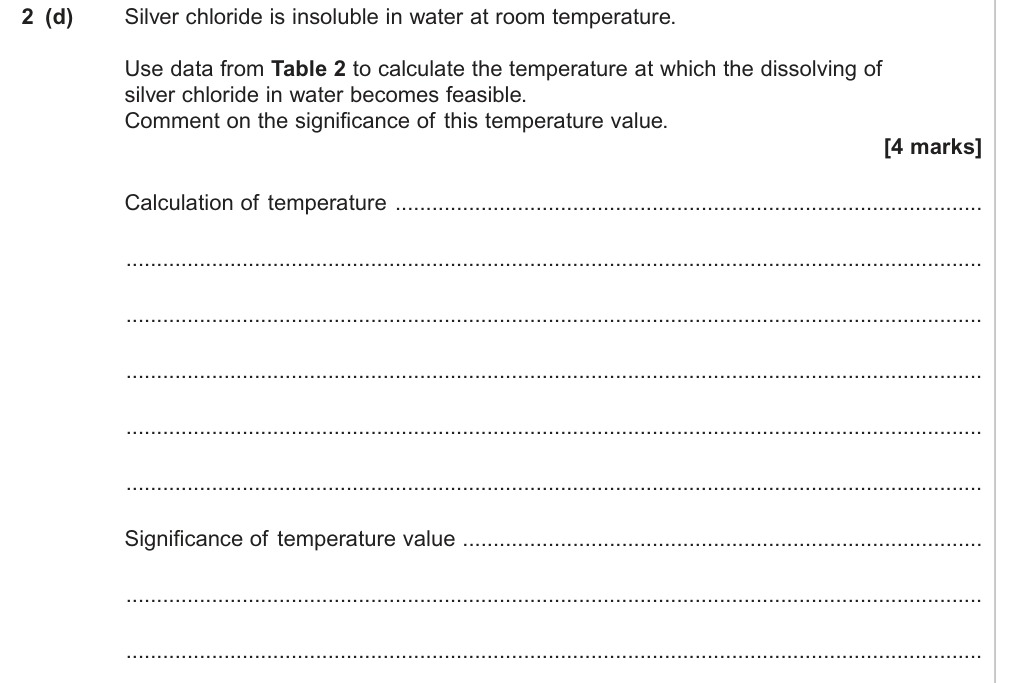 2 (d) Silver chloride is insoluble in water at room temperature.
Use data from Table 2 to calculate the temperature at which the dissolving of
silver chloride in water becomes feasible.
Comment on the significance of this temperature value.
[4 marks]
Calculation of temperature
Significance of temperature value